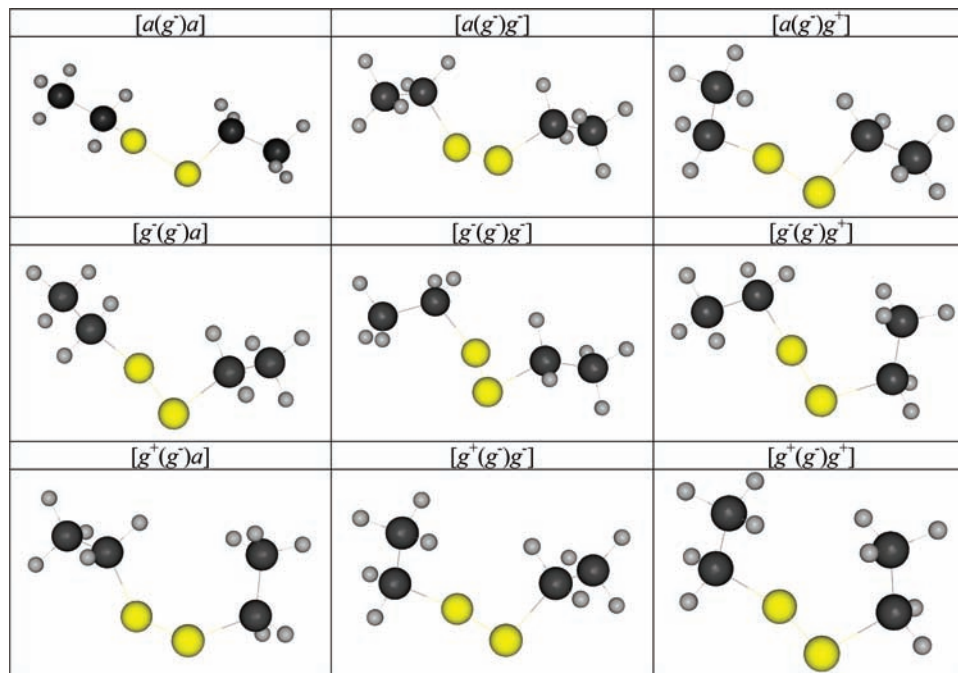 [a(g⁻)a] [a(g⁻)g⁻] [a(g⁻)g⁺]
[g⁻(g⁻)a] [g⁻(g⁻)g⁻] [g⁻(g⁻)g⁺]
[g⁺(g⁻)a] [g⁺(g⁻)g⁻] [g⁺(g⁻)g⁺]